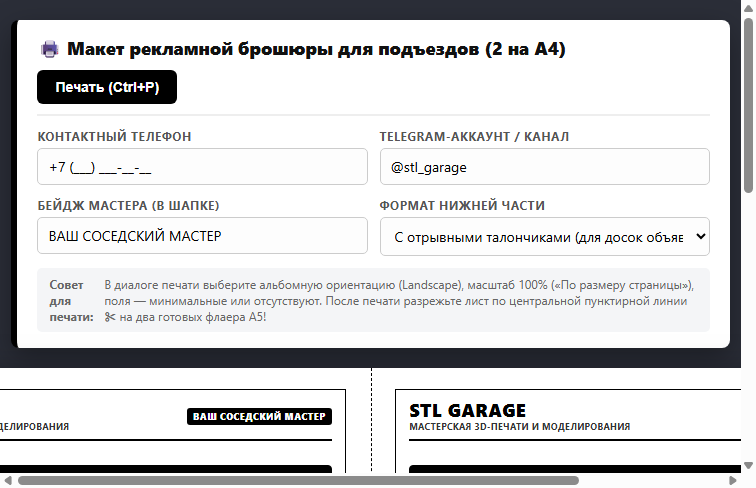 Макет рекламной брошюры для подъездов (2 на А4)
Печать (Ctrl+P)
КОНТАКТНЫЙ ТЕЛЕФОН
TELEGRAM-АККАУНТ / КАНАЛ
+7 (___) ___-__-__
@stl_garage
БЕЙДЖ МАСТЕРА (В ШАПКЕ)
ФОРМАТ НИЖНЕЙ ЧАСТИ
ВАШ СОСЕДСКИЙ МАСТЕР
С отрывными талончиками (для досок объяв
Совет для печати:
В диалоге печати выберите альбомную ориентацию (Landscape), масштаб 100% («По размеру страницы»),
поля — минимальные или отсутствуют. После печати разрежьте лист по центральной пунктирной линии
✂ на два готовых флаера А5!
ДЕЛИРОВАНИЯ
ВАШ СОСЕДСКИЙ МАСТЕР
STL GARAGE
МАСТЕРСКАЯ 3D-ПЕЧАТИ И МОДЕЛИРОВАНИЯ